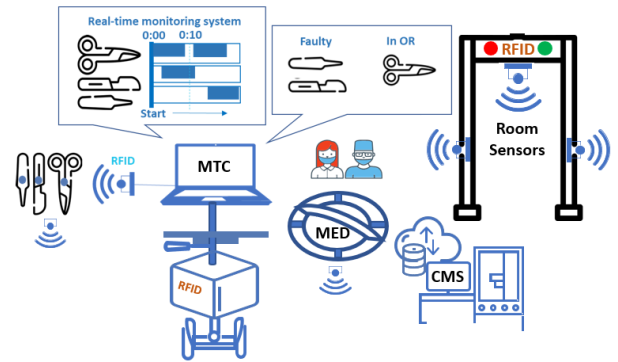 Real-time monitoring system
0:00 0:10
Start
Faulty In OR
RFID
Room
Sensors
RFID
MTC
MED
CMS
RFID